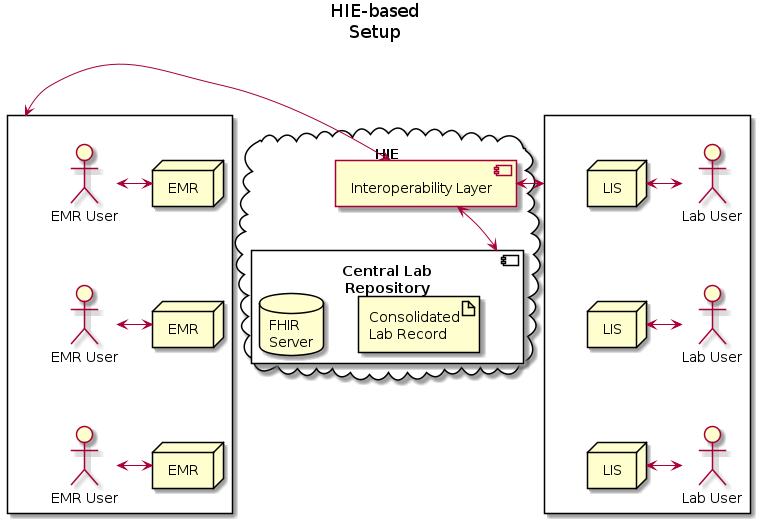 HIE-based
Setup
HIE
Interoperability Layer
Central Lab
Repository
FHIR
Server
Consolidated
Lab Record
EMR User
EMR
EMR User
EMR
EMR User
EMR
LIS
Lab User
LIS
Lab User
LIS
Lab User